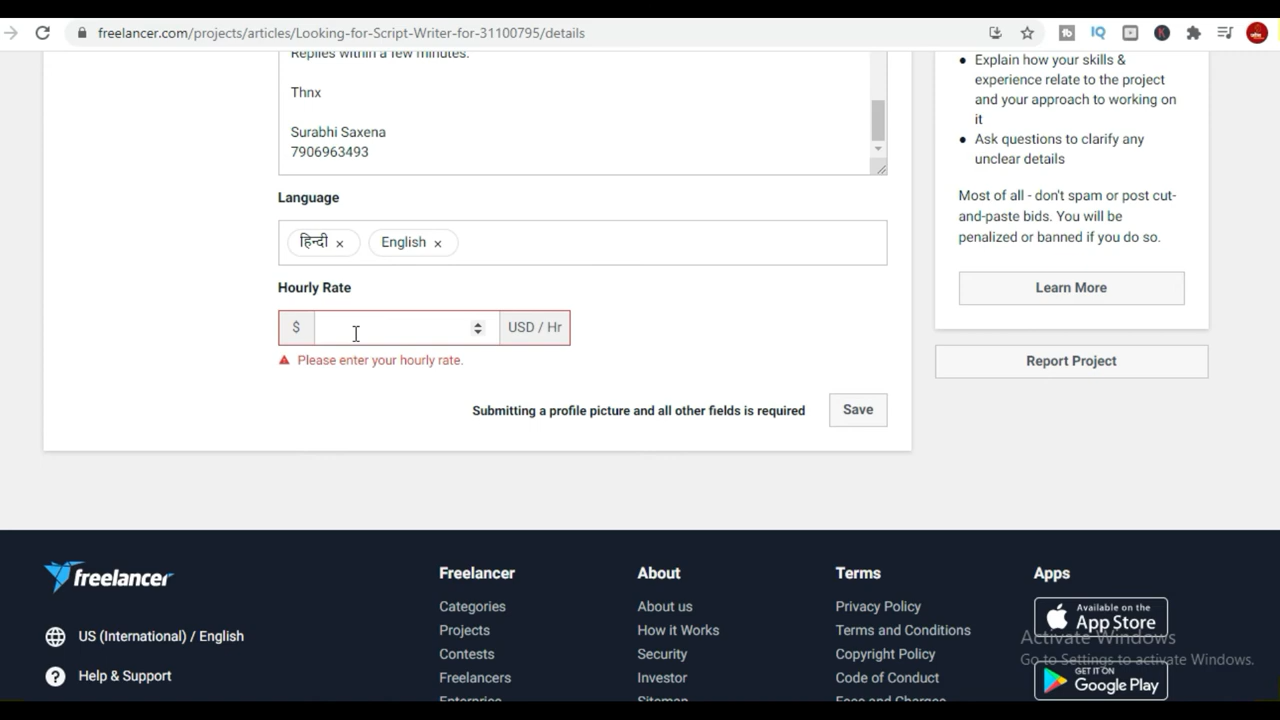 freelancer.com/projects/articles/Looking-for-Script-Writer-for-31100795/details
Replies within a few minutes.
Thnx
Surabhi Saxena
7906963493
Language
हिन्दी ×
English ×
Hourly Rate
$
USD / Hr
Please enter your hourly rate.
Submitting a profile picture and all other fields is required
Save
Explain how your skills &
experience relate to the project
and your approach to working on
it
Ask questions to clarify any
unclear details
Most of all - don't spam or post cut-
and-paste bids. You will be
penalized or banned if you do so.
Learn More
Report Project
freelancer
US (International) / English
Help & Support
Freelancer
Categories
Projects
Contests
Freelancers
Enterprise
About
About us
How it Works
Security
Investor
Sitemap
Terms
Privacy Policy
Terms and Conditions
Copyright Policy
Code of Conduct
Fees and Charges
Apps
Available on the
App Store
GET IT ON
Google Play
Activate Windows
Go to Settings to activate Windows.